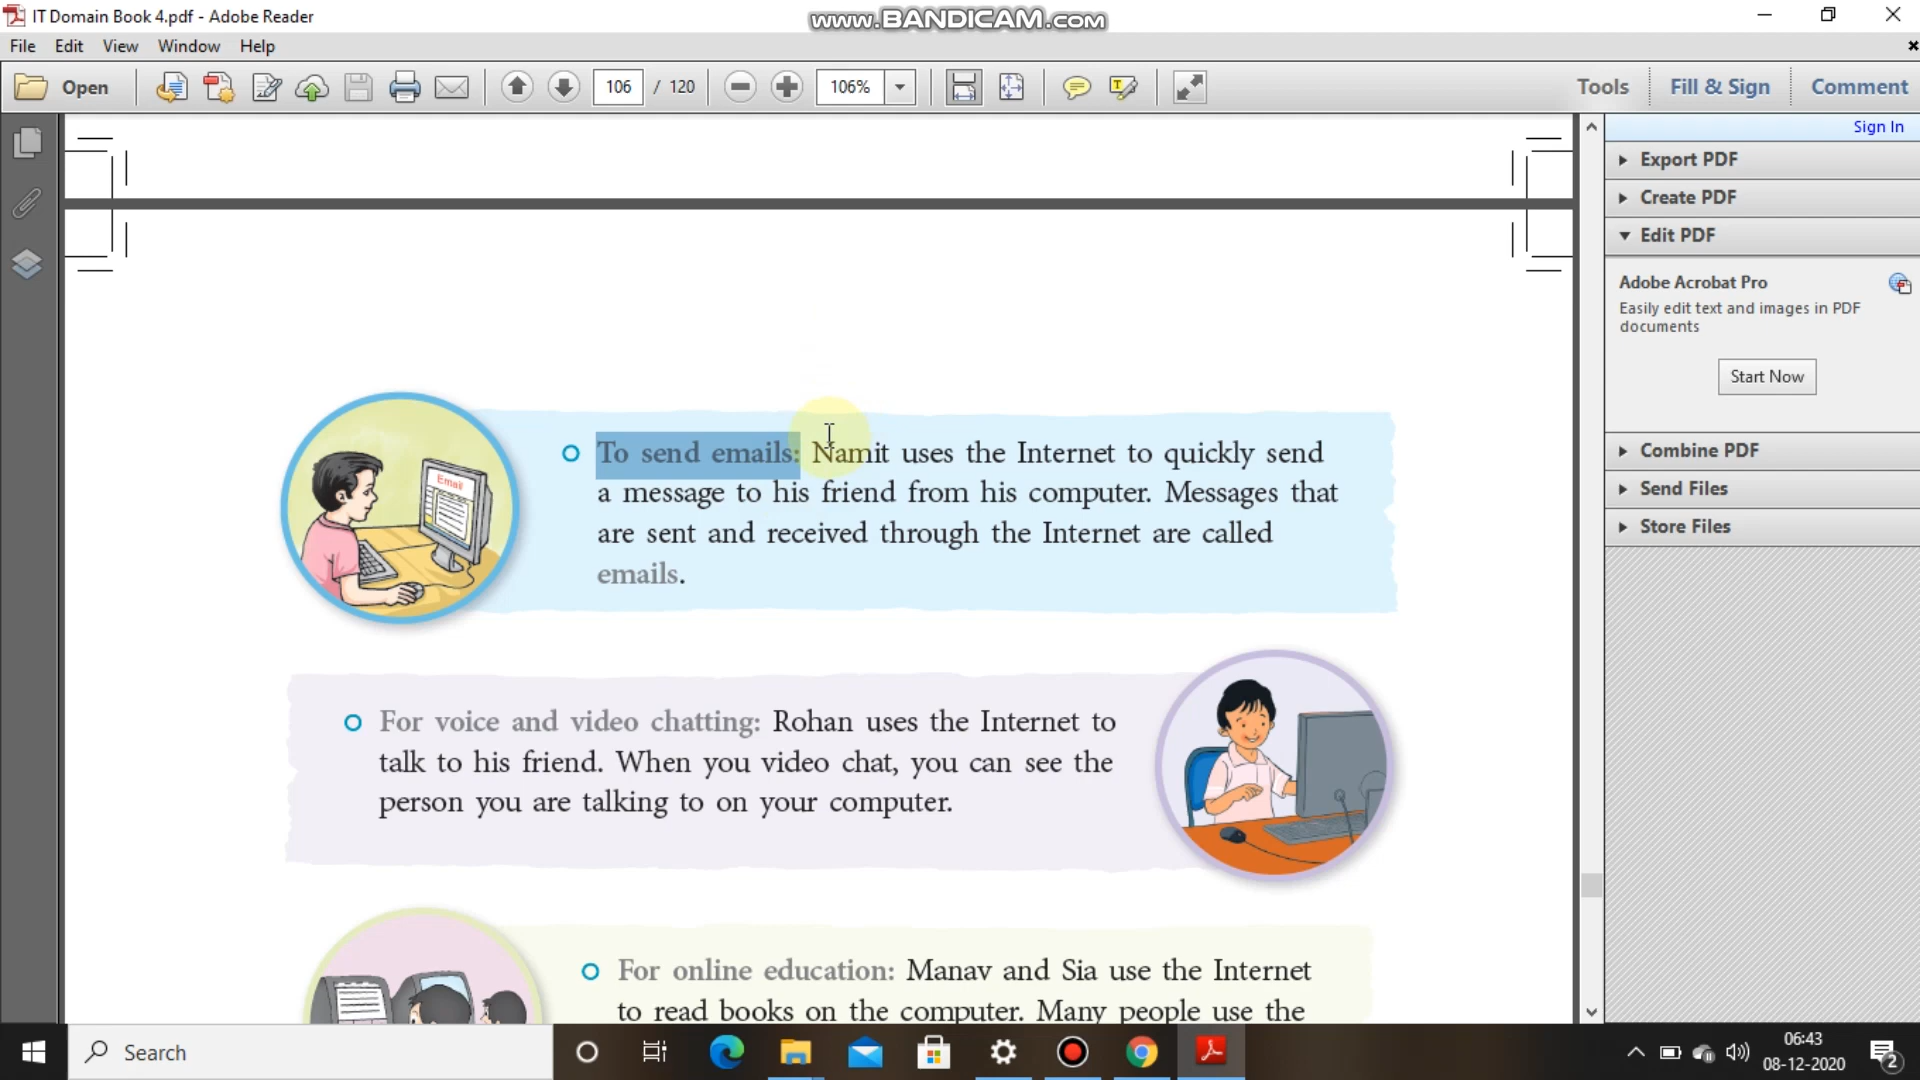 IT Domain Book 4.pdf - Adobe Reader
www.BANDICAM.com
File Edit View Window Help
Open 106 / 120 106% Tools Fill & Sign Comment
Sign In
Export PDF
Create PDF
Edit PDF
Adobe Acrobat Pro
Easily edit text and images in PDF
documents
Start Now
Combine PDF
Send Files
Store Files
Email
To send emails: Namit uses the Internet to quickly send
a message to his friend from his computer. Messages that
are sent and received through the Internet are called
emails.
For voice and video chatting: Rohan uses the Internet to
talk to his friend. When you video chat, you can see the
person you are talking to on your computer.
For online education: Manav and Sia use the Internet
to read books on the computer. Many people use the
Search
06:43
08-12-2020
2